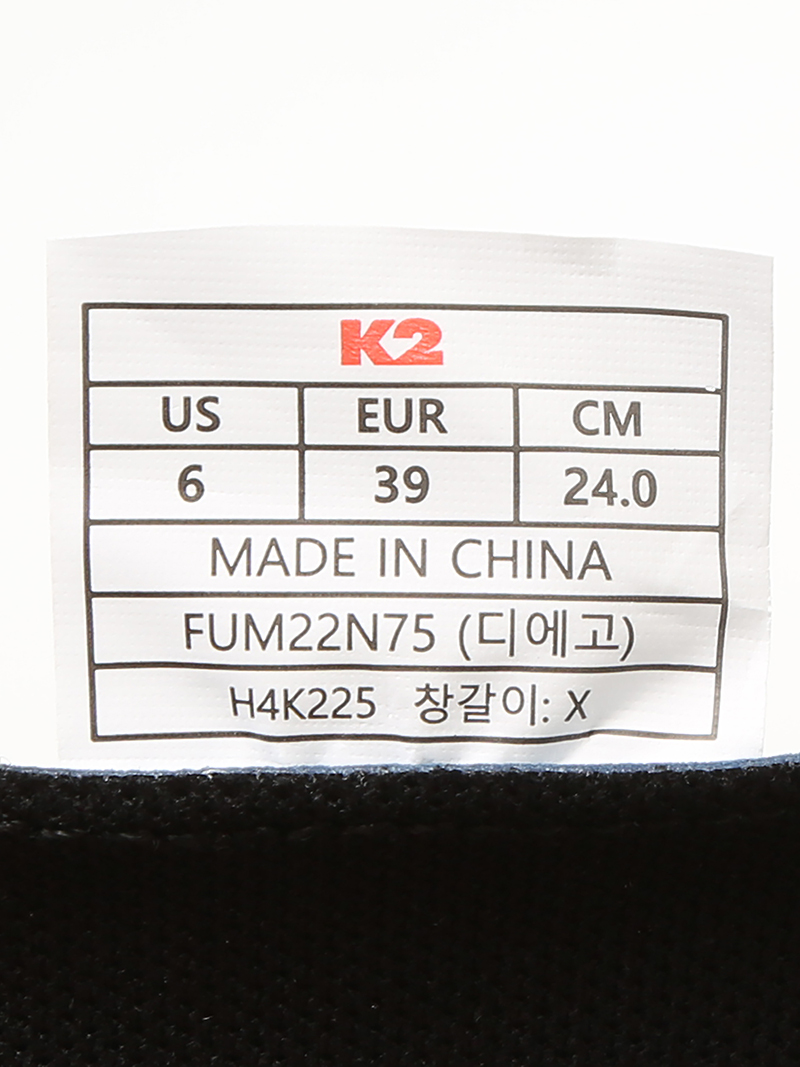 K2
US EUR CM
6 39 24.0
MADE IN CHINA
FUM22N75 (디에고)
H4K225 창갈이: X